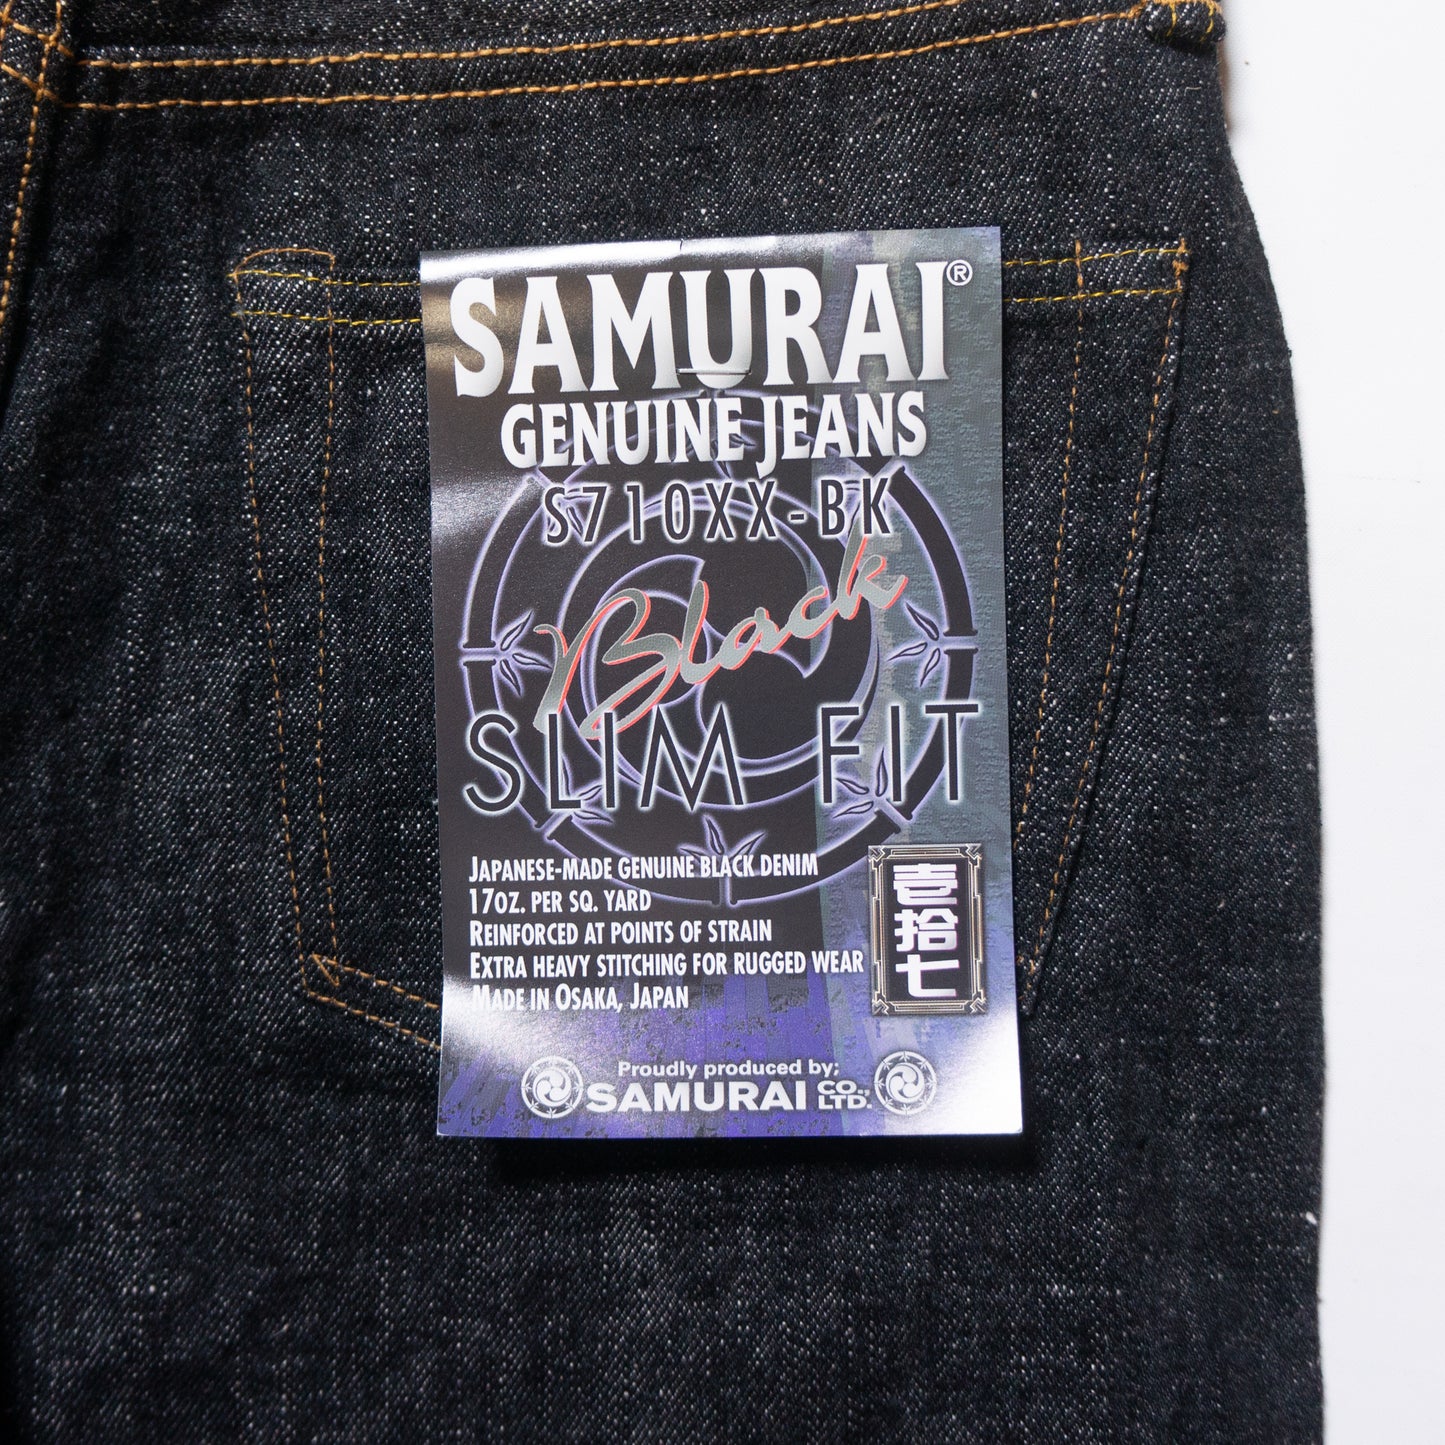 SAMURAI®
GENUINE JEANS
S710XX-BK
Black
SLIM FIT
JAPANESE-MADE GENUINE BLACK DENIM
17OZ. PER SQ. YARD
REINFORCED AT POINTS OF STRAIN
EXTRA HEAVY STITCHING FOR RUGGED WEAR
MADE IN OSAKA, JAPAN
壱拾七
Proudly produced by;
SAMURAI CO., LTD.